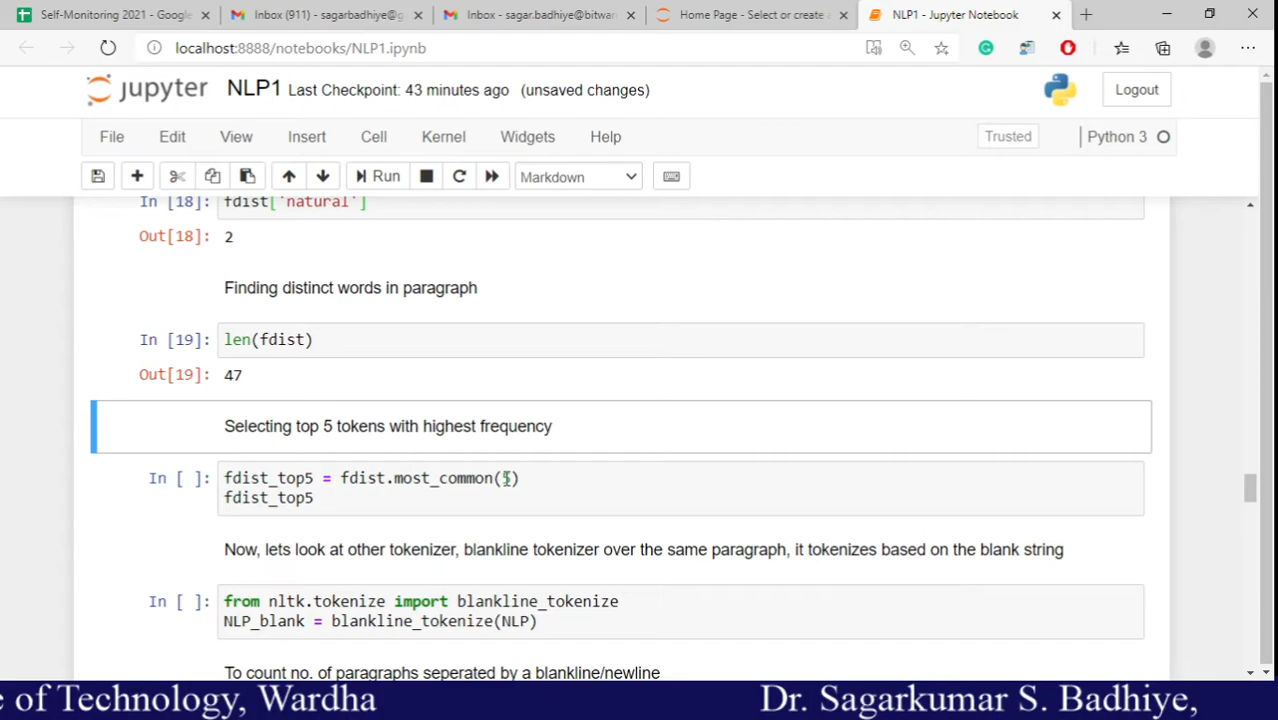 Self-Monitoring 2021 - Google
Inbox (911) - sagarbadhiye@g
Inbox - sagar.badhiye@bitwar
Home Page - Select or create a
NLP1 - Jupyter Notebook
localhost:8888/notebooks/NLP1.ipynb
jupyter NLP1 Last Checkpoint: 43 minutes ago (unsaved changes)
Logout
File Edit View Insert Cell Kernel Widgets Help
Trusted
Python 3
Run
Markdown
In [18]: fdist['natural']
Out[18]: 2
Finding distinct words in paragraph
In [19]: len(fdist)
Out[19]: 47
Selecting top 5 tokens with highest frequency
In [ ]: fdist_top5 = fdist.most_common(5)
fdist_top5
Now, lets look at other tokenizer, blankline tokenizer over the same paragraph, it tokenizes based on the blank string
In [ ]: from nltk.tokenize import blankline_tokenize
NLP_blank = blankline_tokenize(NLP)
To count no. of paragraphs seperated by a blankline/newline
e of Technology, Wardha
Dr. Sagarkumar S. Badhiye,